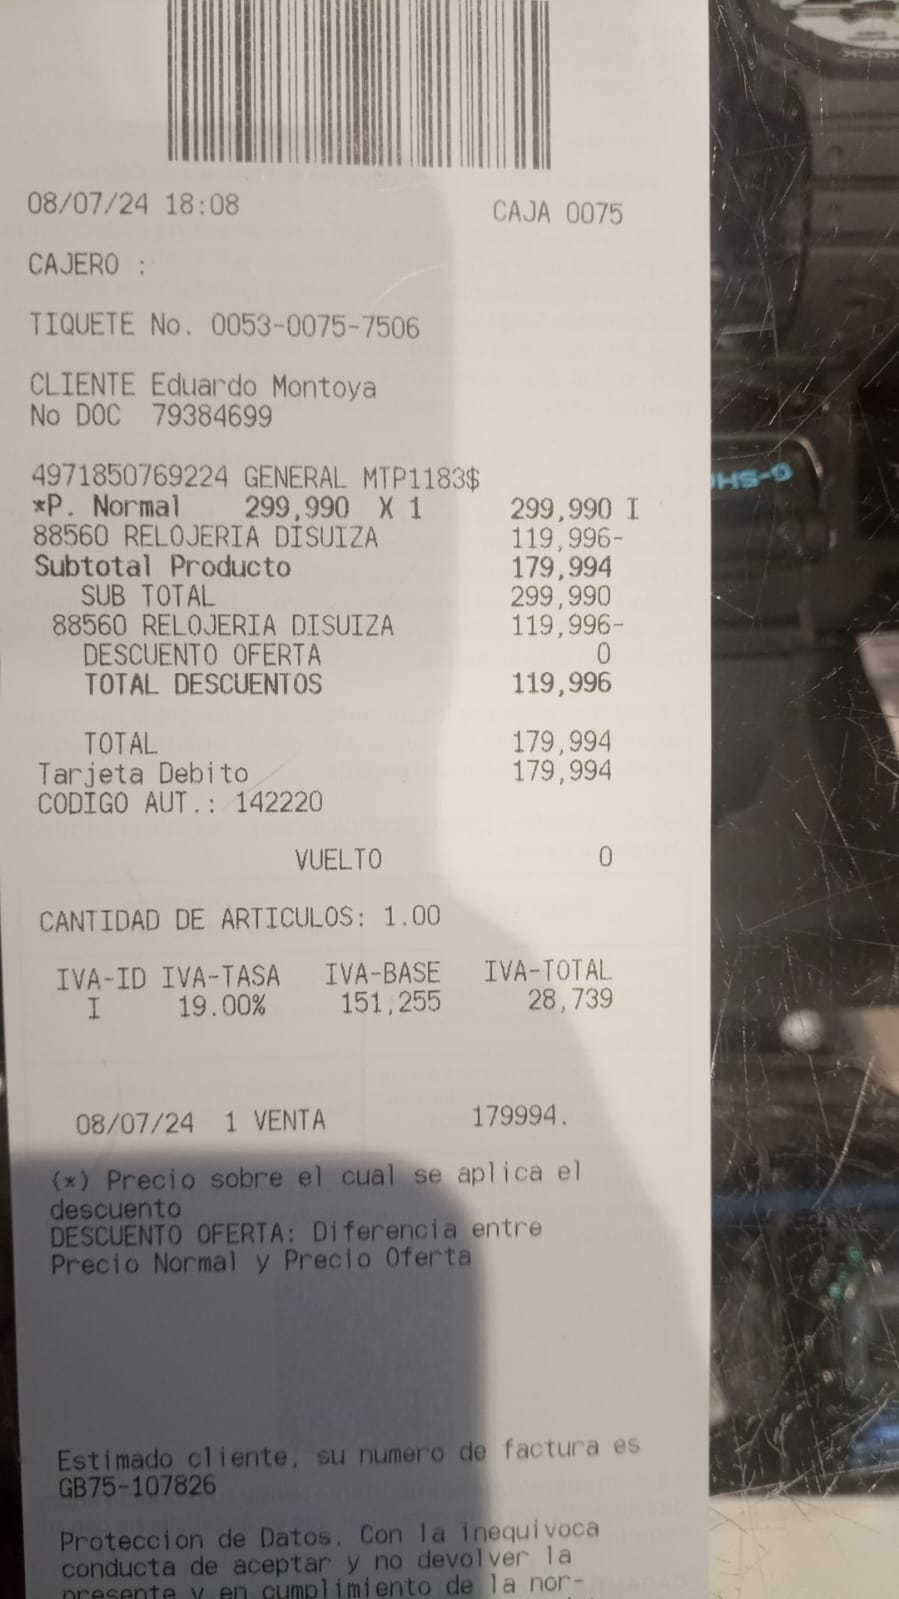 08/07/24 18:08 CAJA 0075
CAJERO :
TIQUETE No. 0053-0075-7506
CLIENTE Eduardo Montoya
No DOC 79384699
4971850769224 GENERAL MTP1183$
*P. Normal 299,990 X 1 299,990 I
88560 RELOJERIA DISUIZA 119,996-
Subtotal Producto 179,994
SUB TOTAL 299,990
88560 RELOJERIA DISUIZA 119,996-
DESCUENTO OFERTA 0
TOTAL DESCUENTOS 119,996
TOTAL 179,994
Tarjeta Debito 179,994
CODIGO AUT.: 142220
VUELTO 0
CANTIDAD DE ARTICULOS: 1.00
IVA-ID IVA-TASA IVA-BASE IVA-TOTAL
I 19.00% 151,255 28,739
08/07/24 1 VENTA 179994.
(*) Precio sobre el cual se aplica el
descuento
DESCUENTO OFERTA: Diferencia entre
Precio Normal y Precio Oferta
Estimado cliente, su numero de factura es
GB75-107826
Proteccion de Datos. Con la inequivoca
conducta de aceptar y no devolver la
presente y en cumplimiento de la nor-